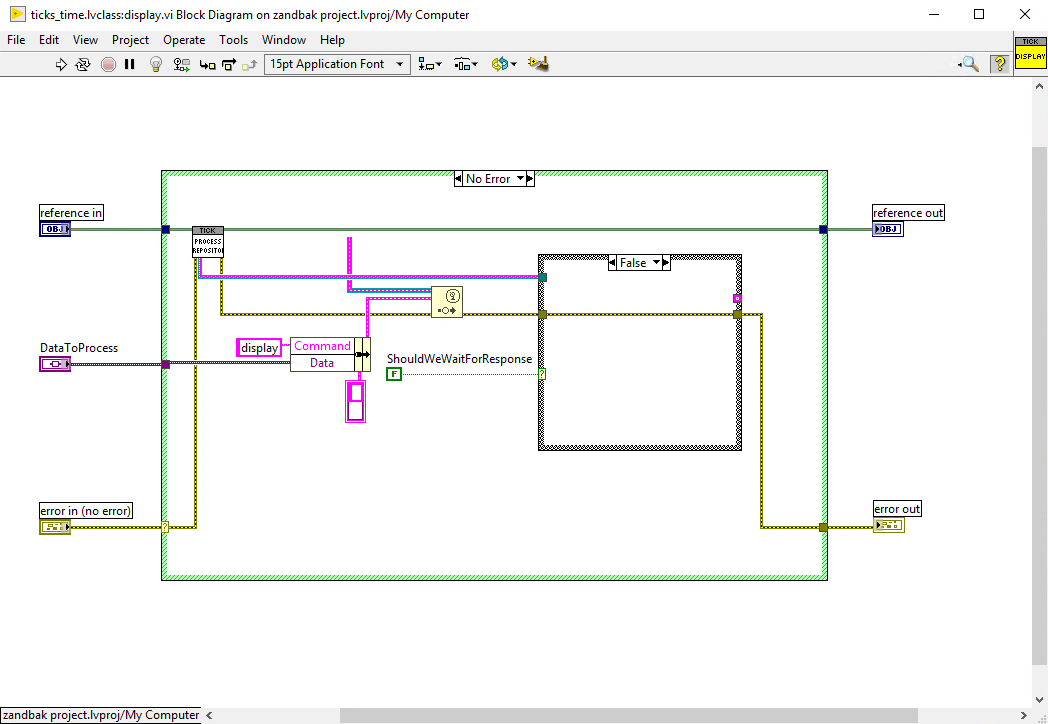 ticks_time.lvclass:display.vi Block Diagram on zandbak project.lvproj/My Computer
File Edit View Project Operate Tools Window Help
TICK
DISPLAY
15pt Application Font
?
No Error
reference in
OBJ
reference out
OBJ
TICK
PROCESS
REPOSITO
False
display
Command
Data
DataToProcess
ShouldWeWaitForResponse
F
?
error in (no error)
?
error out
zandbak project.lvproj/My Computer